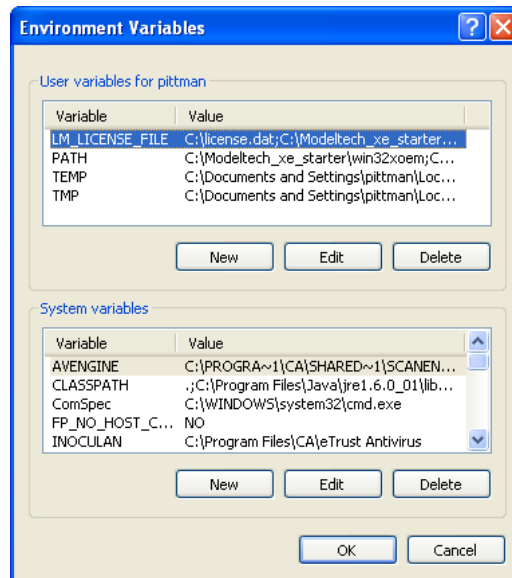 Environment Variables
User variables for pittman
Variable Value
LM_LICENSE_FILE C:\license.dat;C:\Modeltech_xe_starter...
PATH C:\Modeltech_xe_starter\win32xoem;C...
TEMP C:\Documents and Settings\pittman\Loc...
TMP C:\Documents and Settings\pittman\Loc...
New Edit Delete
System variables
Variable Value
AVENGINE C:\PROGRA~1\CA\SHARED~1\SCANEN...
CLASSPATH .;C:\Program Files\Java\jre1.6.0_01\lib...
ComSpec C:\WINDOWS\system32\cmd.exe
FP_NO_HOST_C... NO
INOCULAN C:\Program Files\CA\eTrust Antivirus
New Edit Delete
OK Cancel